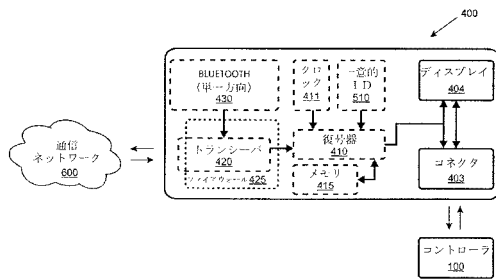 400
BLUETOOTH
(単一方向)
430
クロ
ック
411
一意的
ID
510
ディスプレイ
404
通信
ネットワーク
600
トランシーバ
420
ファイアウォール 425
復号器
410
メモリ
415
コネクタ
403
コントローラ
100